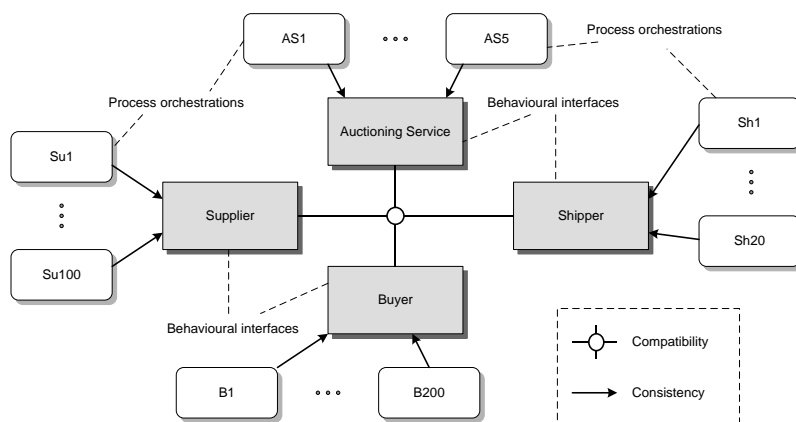 AS1
AS5
Process orchestrations
Process orchestrations
Behavioural interfaces
Auctioning Service
Sh1
Su1
Supplier
Shipper
Sh20
Su100
Buyer
Behavioural interfaces
Compatibility
B1
B200
Consistency